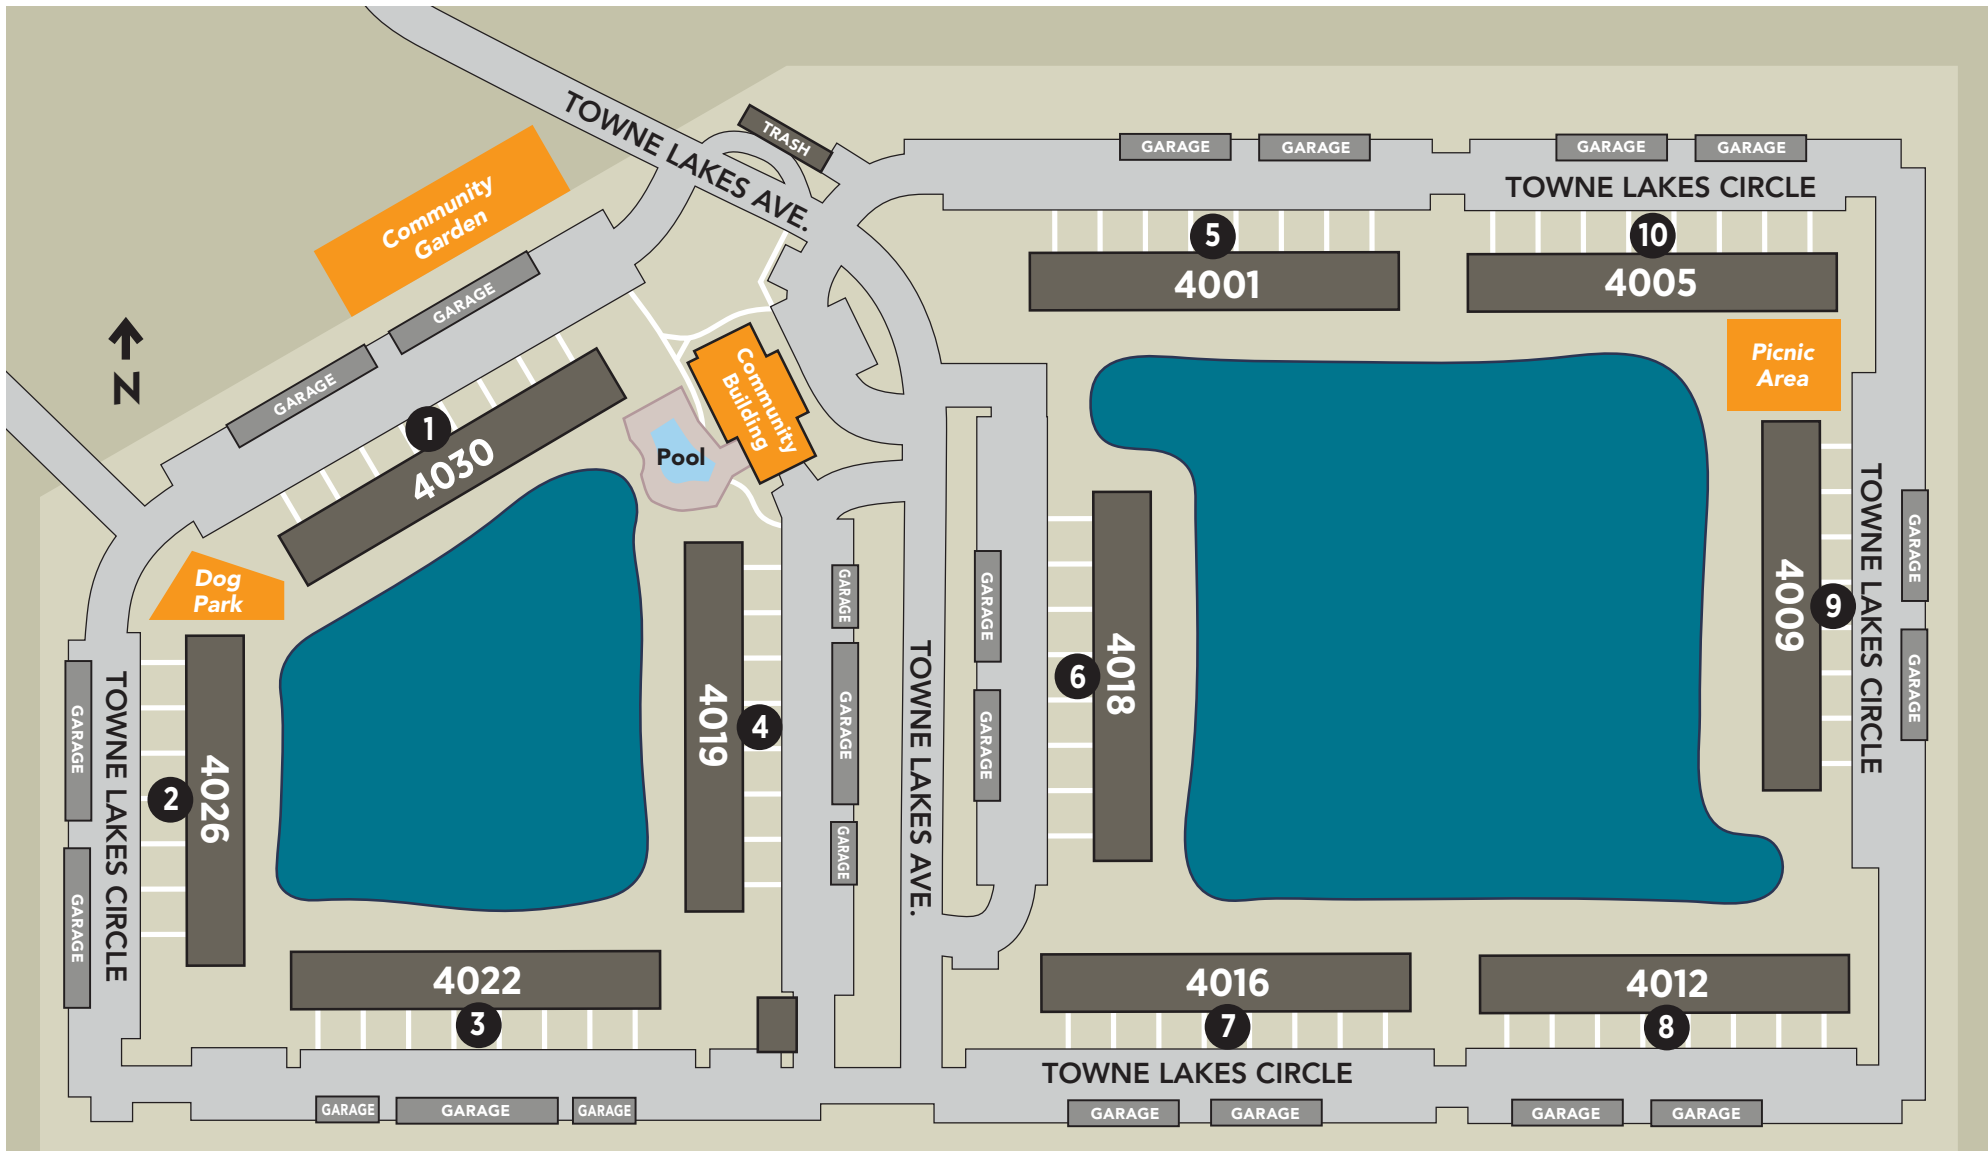 TOWNE LAKES AVE.
TRASH
GARAGE
GARAGE
GARAGE
GARAGE
TOWNE LAKES CIRCLE
Community
Garden
5
10
4001
4005
GARAGE
GARAGE
N
Community
Building
Picnic
Area
1
4030
Pool
Dog
Park
GARAGE
GARAGE
GARAGE
GARAGE
GARAGE
GARAGE
GARAGE
4009
9
TOWNE LAKES CIRCLE
4018
6
4019
4
TOWNE LAKES AVE.
GARAGE
GARAGE
TOWNE LAKES CIRCLE
2
4026
4022
3
4016
7
4012
8
TOWNE LAKES CIRCLE
GARAGE
GARAGE
GARAGE
GARAGE
GARAGE
GARAGE
GARAGE